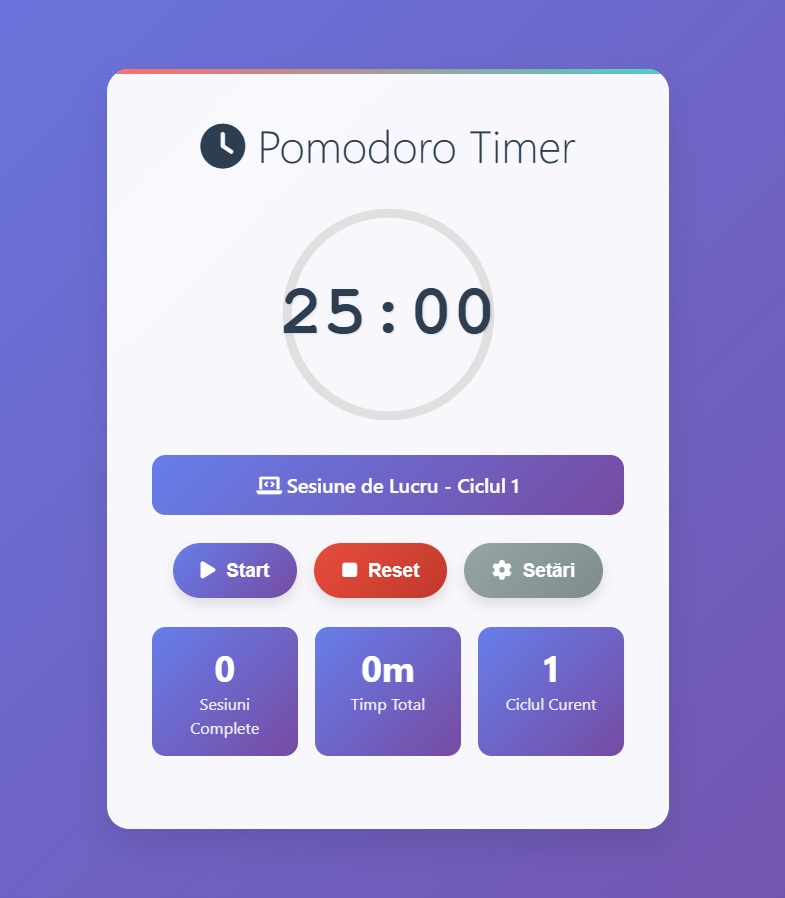 Pomodoro Timer
25:00
Sesiune de Lucru - Ciclul 1
Start
Reset
Setări
0
Sesiuni
Complete
0m
Timp Total
1
Ciclul Curent